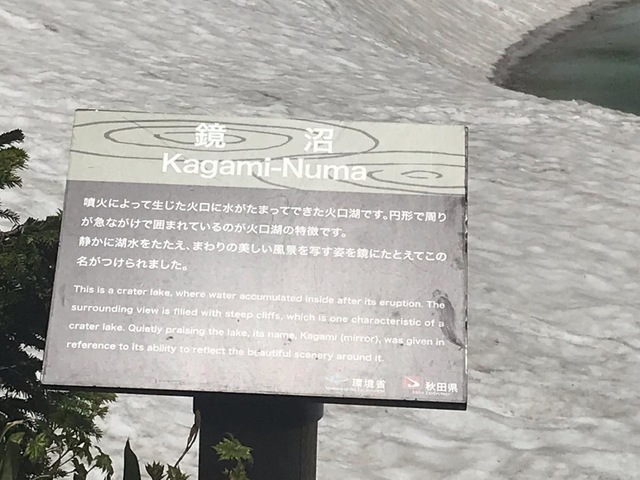 鏡 沼
Kagami-Numa
噴火によって生じた火口に水がたまってできた火口湖です。円形で周り
が急ながけで囲まれているのが火口湖の特徴です。
静かに湖水をたたえ、まわりの美しい風景を写す姿を鏡にたとえてこの
名がつけられました。
This is a crater lake, where water accumulated inside after its eruption. The
surrounding view is filled with steep cliffs, which is one characteristic of a
crater lake. Quietly praising the lake, its name, Kagami (mirror), was given in
reference to its ability to reflect the beautiful scenery around it.
環境省 秋田県